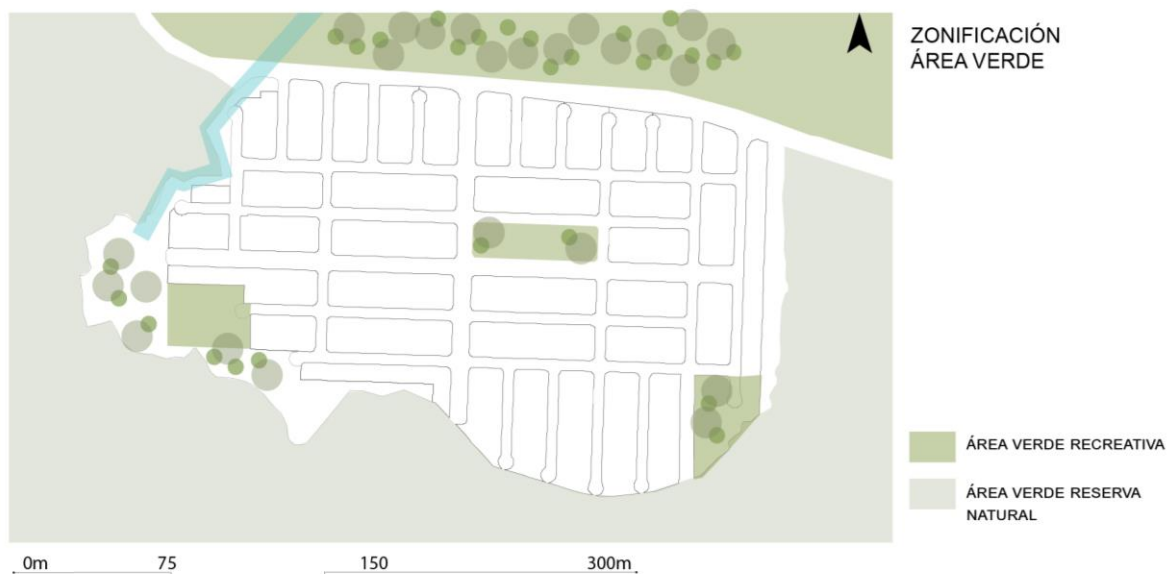 ZONIFICACIÓN
ÁREA VERDE
ÁREA VERDE RECREATIVA
ÁREA VERDE RESERVA
NATURAL
0m 75 150 300m